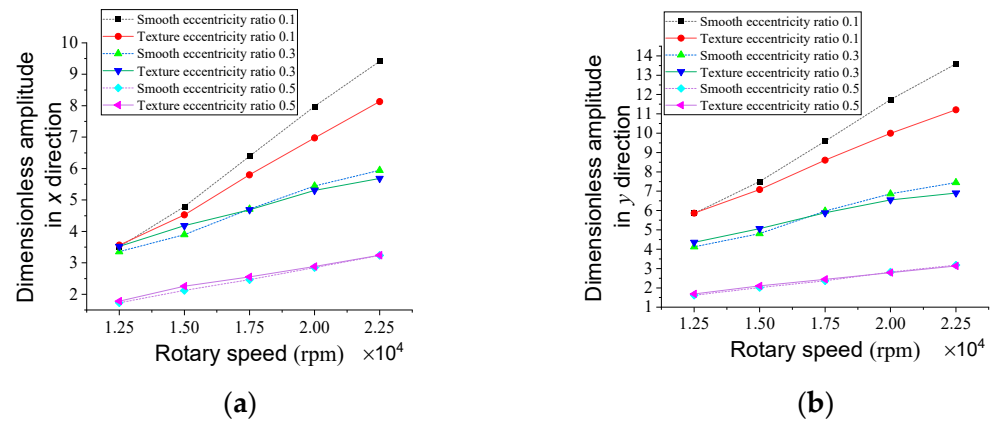 Smooth eccentricity ratio 0.1
Texture eccentricity ratio 0.1
Smooth eccentricity ratio 0.3
Texture eccentricity ratio 0.3
Smooth eccentricity ratio 0.5
Texture eccentricity ratio 0.5
10
9
8
7
6
5
4
3
2
Dimensionless amplitude
in x direction
1.25
1.50
1.75
2.00
2.25
Rotary speed (rpm) ×10⁴
(a)
Smooth eccentricity ratio 0.1
Texture eccentricity ratio 0.1
Smooth eccentricity ratio 0.3
Texture eccentricity ratio 0.3
Smooth eccentricity ratio 0.5
Texture eccentricity ratio 0.5
14
13
12
11
10
9
8
7
6
5
4
3
2
1
Dimensionless amplitude
in y direction
1.25
1.50
1.75
2.00
2.25
Rotary speed (rpm) ×10⁴
(b)